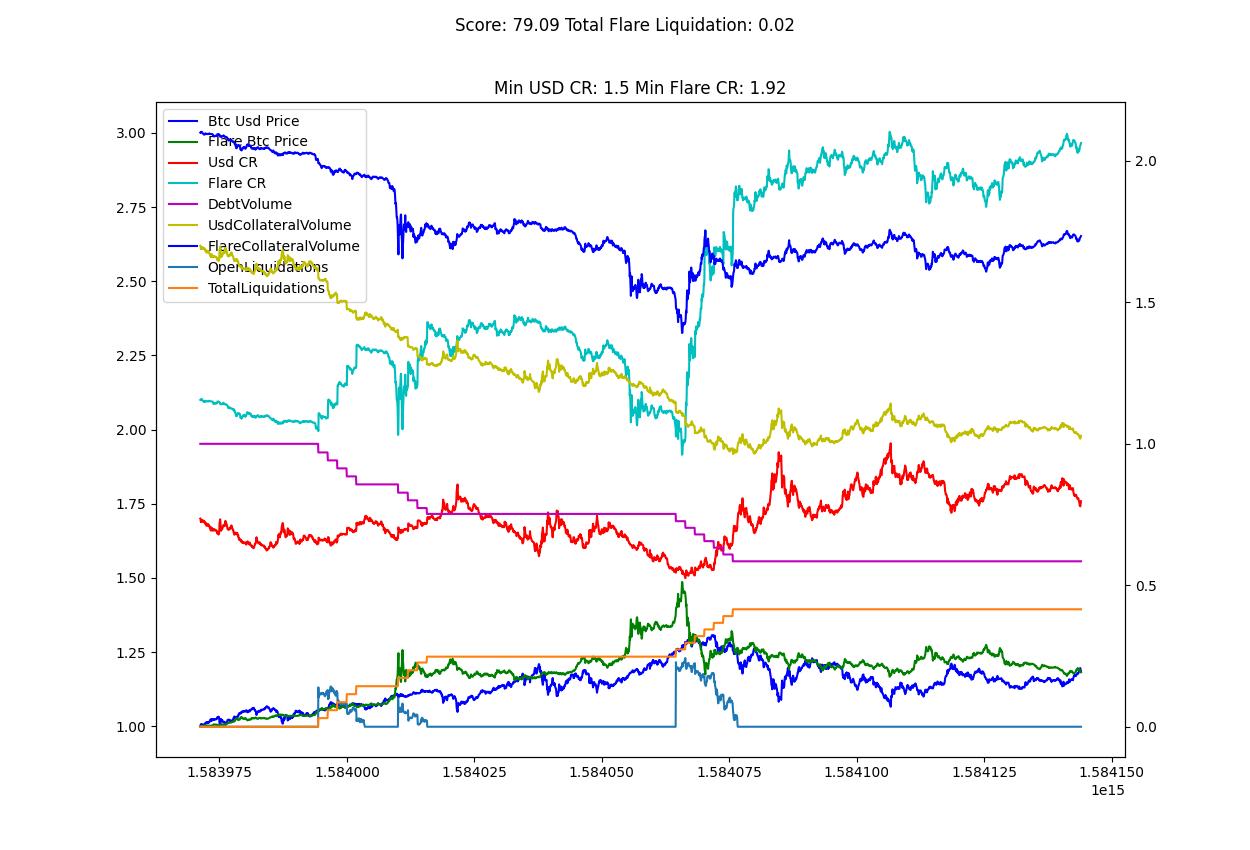 Score: 79.09 Total Flare Liquidation: 0.02
Min USD CR: 1.5 Min Flare CR: 1.92
Btc Usd Price
Flare Btc Price
Usd CR
Flare CR
DebtVolume
UsdCollateralVolume
FlareCollateralVolume
OpenLiquidations
TotalLiquidations
3.00
2.75
2.50
2.25
2.00
1.75
1.50
1.25
1.00
2.0
1.5
1.0
0.5
0.0
1.583975 1.584000 1.584025 1.584050 1.584075 1.584100 1.584125 1.584150
1e15